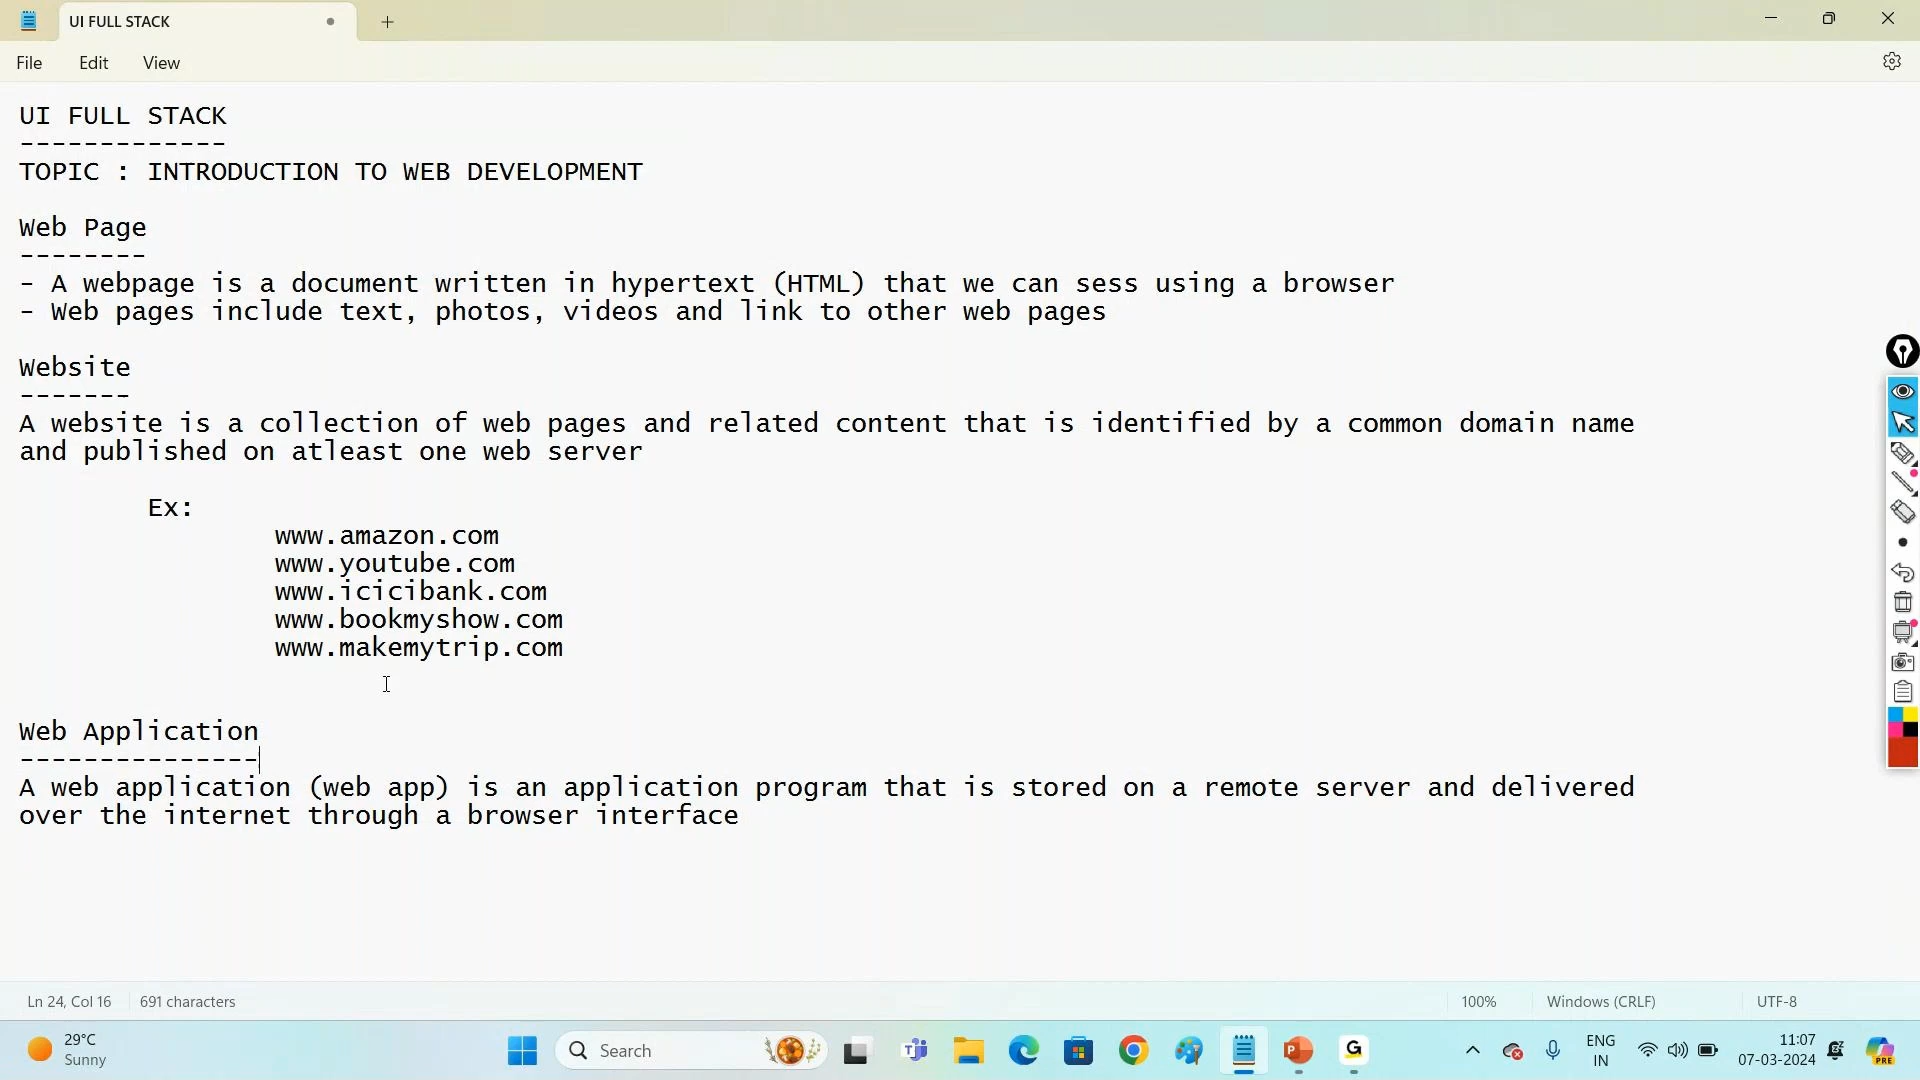 UI FULL STACK
File Edit View
UI FULL STACK
-------------
TOPIC : INTRODUCTION TO WEB DEVELOPMENT
Web Page
--------
- A webpage is a document written in hypertext (HTML) that we can sess using a browser
- Web pages include text, photos, videos and link to other web pages
Website
-------
A website is a collection of web pages and related content that is identified by a common domain name
and published on atleast one web server
Ex:
www.amazon.com
www.youtube.com
www.icicibank.com
www.bookmyshow.com
www.makemytrip.com
Web Application
---------------
A web application (web app) is an application program that is stored on a remote server and delivered
over the internet through a browser interface
Ln 24, Col 16 691 characters 100% Windows (CRLF) UTF-8
29°C
Sunny
Search
ENG
IN
11:07
07-03-2024
PRE